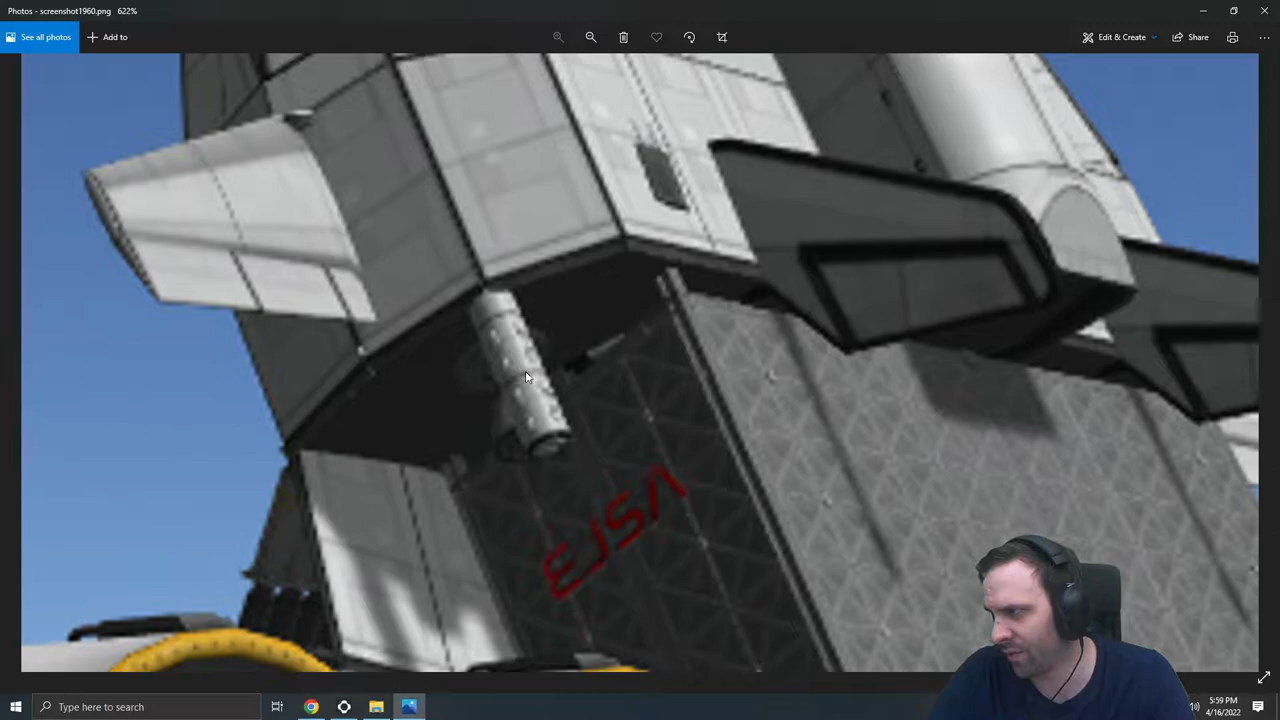 Photos - screenshot1960.png 622%
See all photos
Add to
Edit & Create
Share
EJSA
Type here to search
5:59 PM
4/16/2022